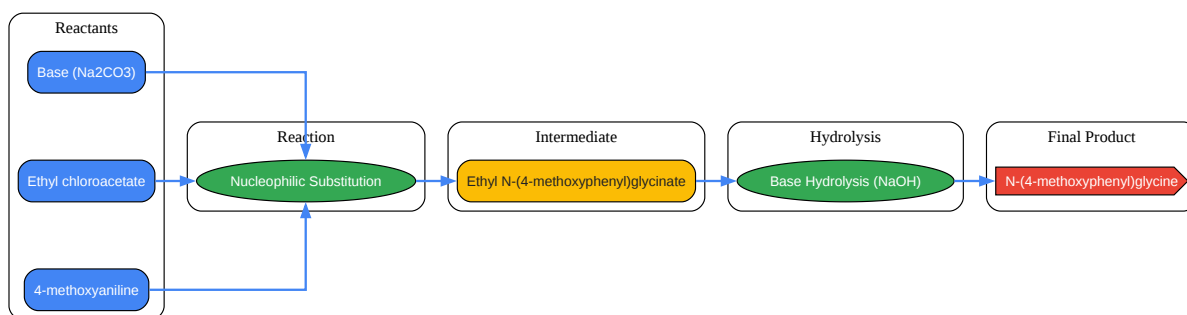 Reactants
Base (Na2CO3)
Ethyl chloroacetate
4-methoxyaniline
Reaction
Nucleophilic Substitution
Intermediate
Ethyl N-(4-methoxyphenyl)glycinate
Hydrolysis
Base Hydrolysis (NaOH)
Final Product
N-(4-methoxyphenyl)glycine